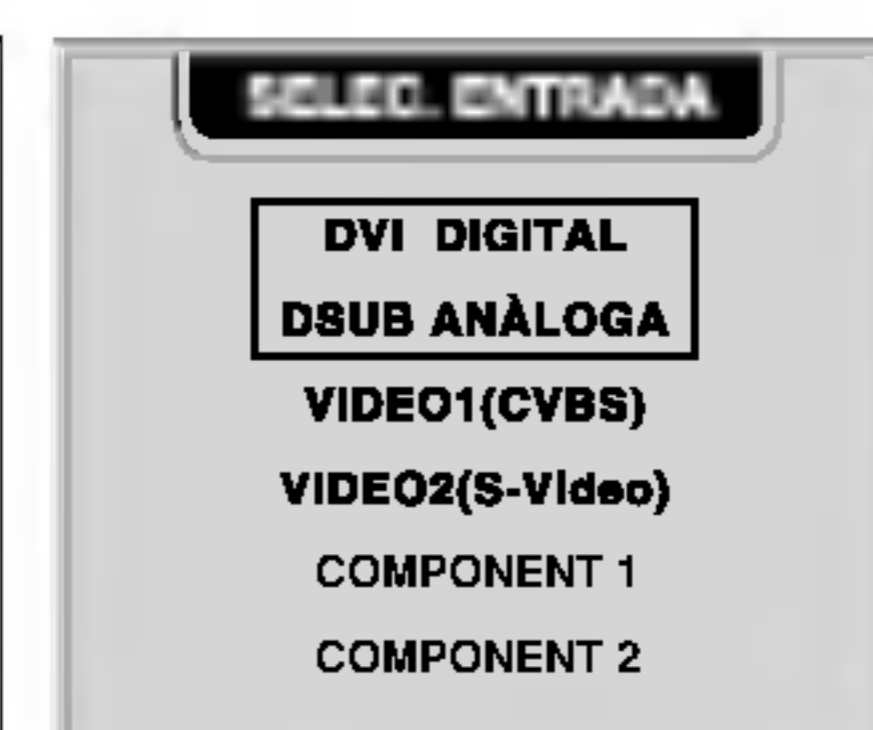 SELEC. ENTRADA
DVI DIGITAL
DSUB ANÀLOGA
VIDEO1(CVBS)
VIDEO2(S-Video)
COMPONENT 1
COMPONENT 2